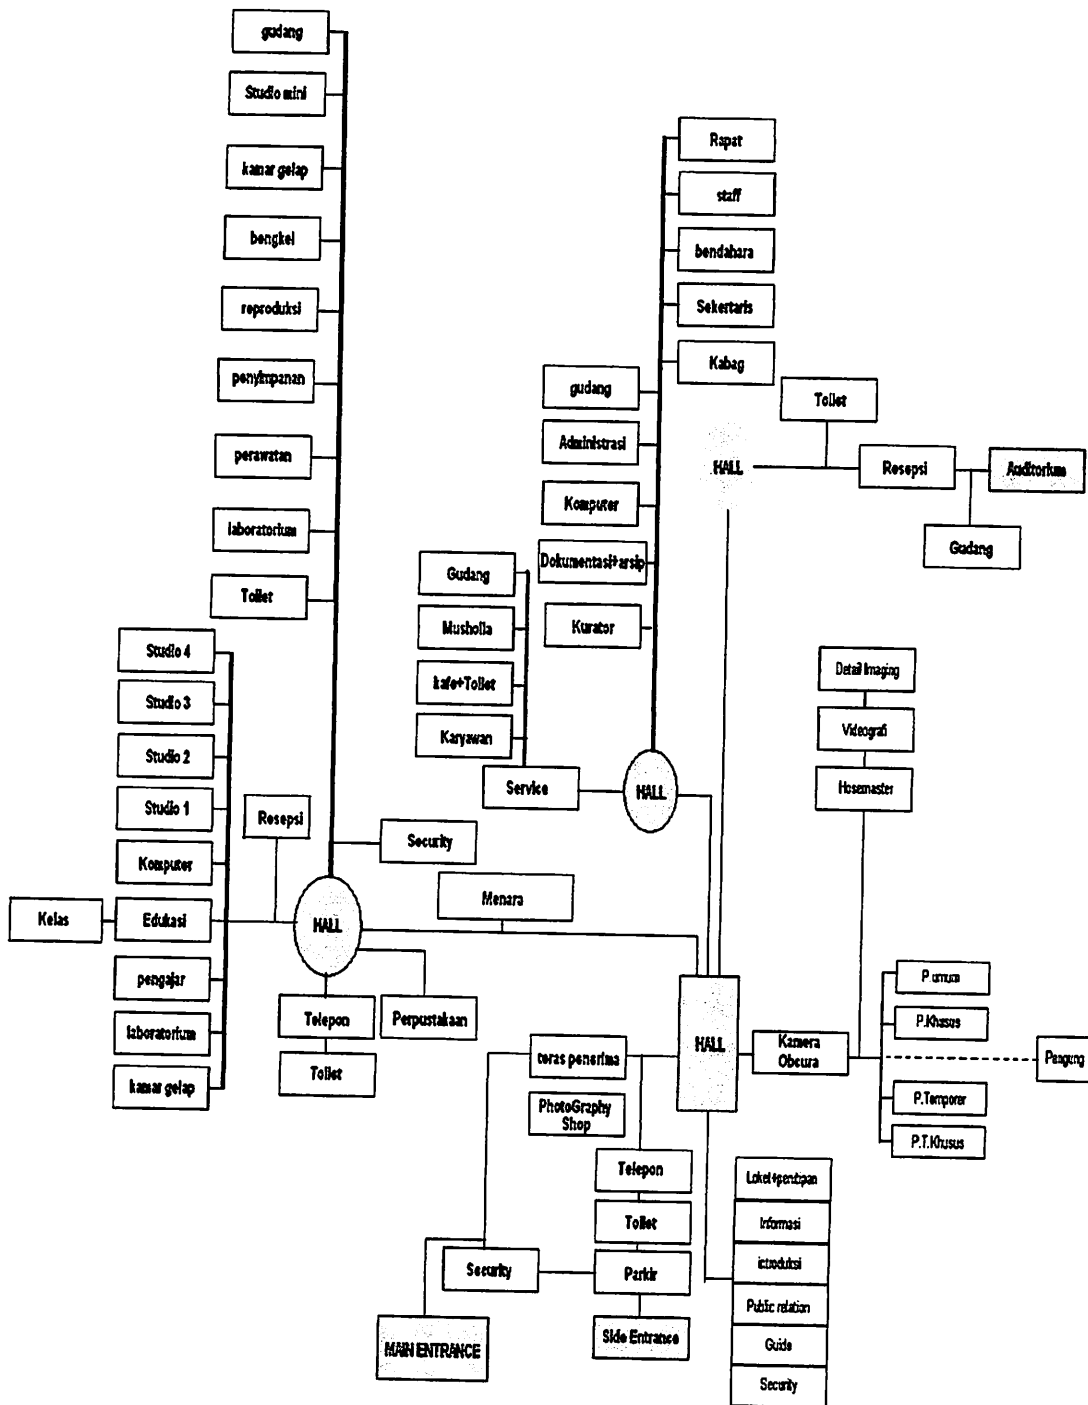 gudang
Studio mini
kamar gelap
bengkel
reproduksi
penyimpanan
perawatan
laboratorium
Toilet
Rapat
staff
bendahara
Sekertaris
Kabag
gudang
Administrasi
Komputer
Dokumentasi+arsip
Kurator
Toilet
HALL
Resepsi
Auditorium
Gudang
Gudang
Musholla
kafe+Toilet
Karyawan
Service
HALL
Detail Imaging
Videografi
Hosemaster
Studio 4
Studio 3
Studio 2
Studio 1
Komputer
Resepsi
Security
Menara
Kelas
Edukasi
HALL
pengajar
laboratorium
kamar gelap
Telepon
Toilet
Perpustakaan
HALL
Kamera
Obcura
P umum
P.Khusus
Pangung
P.Temporer
P.T.Khusus
teras penerima
PhotoGraphy
Shop
Telepon
Toilet
Security
Parkir
MAIN ENTRANCE
Side Entrance
Loket+penitipan
Informasi
introduksi
Public relation
Guide
Security